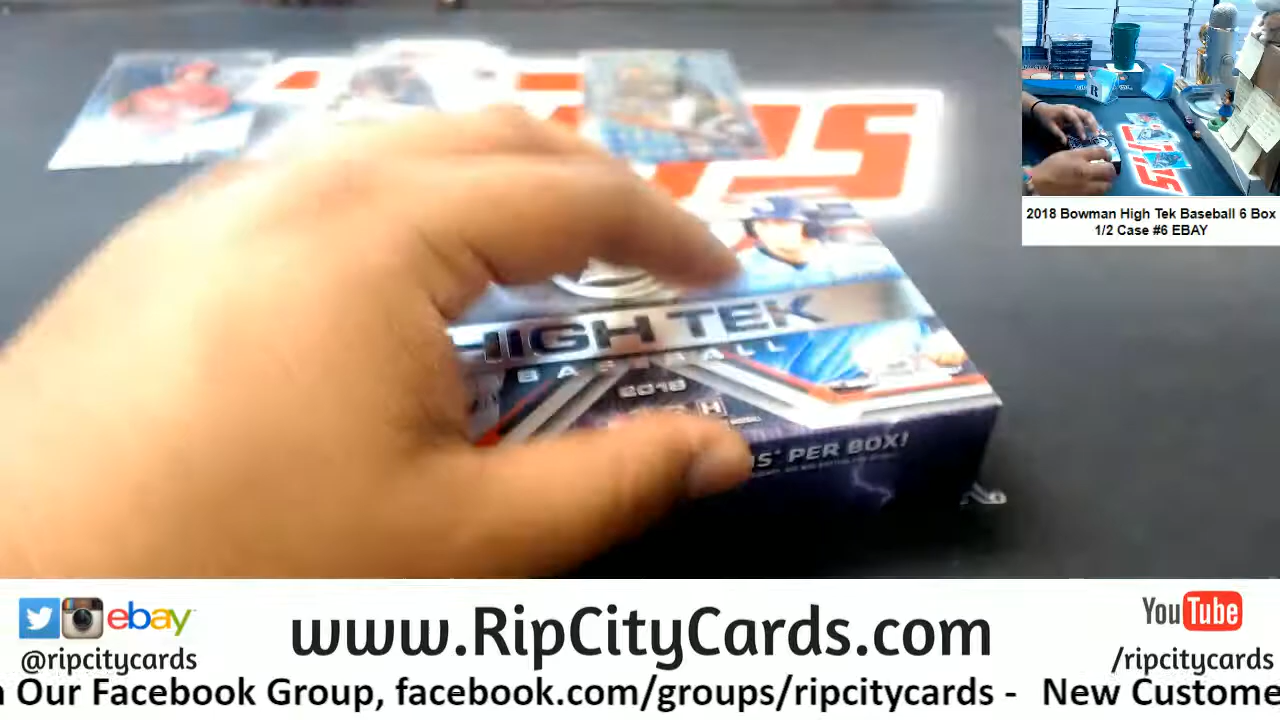 HIGH TEK
BASEBALL
2018
PER BOX!
R
2018 Bowman High Tek Baseball 6 Box
1/2 Case #6 EBAY
ebay
@ripcitycards
www.RipCityCards.com
YouTube
/ripcitycards
Our Facebook Group, facebook.com/groups/ripcitycards - New Custome